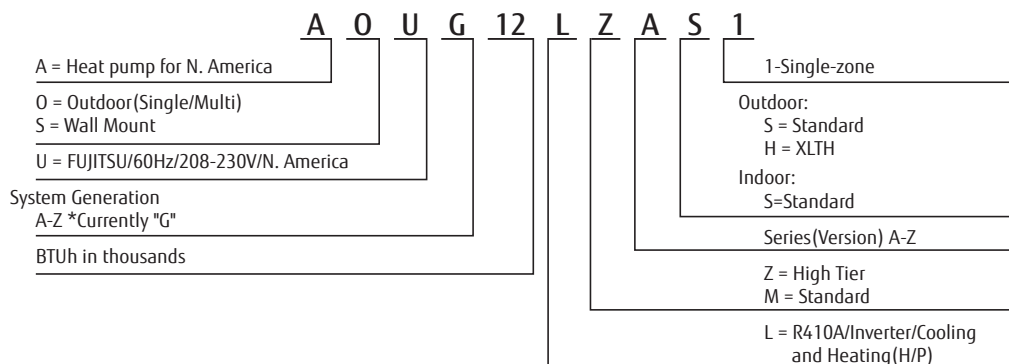 A O U G 12 L Z A S 1
A = Heat pump for N. America
O = Outdoor(Single/Multi)
S = Wall Mount
U = FUJITSU/60Hz/208-230V/N. America
System Generation
A-Z *Currently "G"
BTUh in thousands
1-Single-zone
Outdoor:
S = Standard
H = XLTH
Indoor:
S=Standard
Series(Version) A-Z
Z = High Tier
M = Standard
L = R410A/Inverter/Cooling
and Heating(H/P)